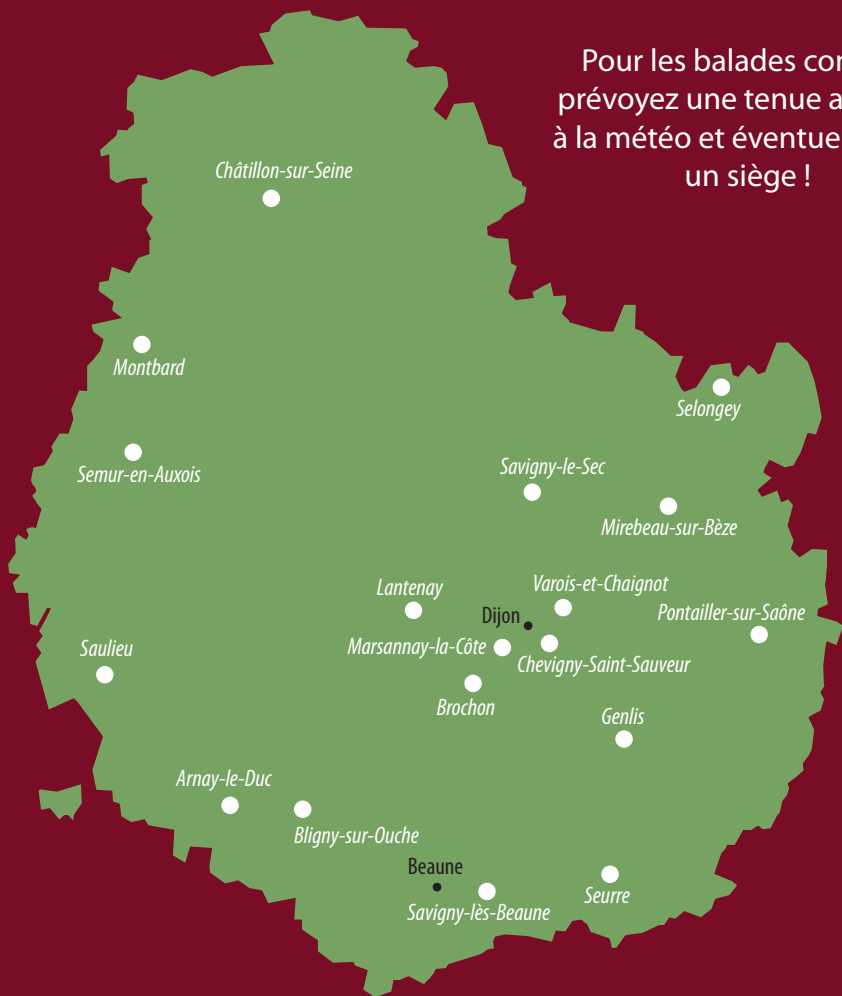 Pour les balades
prévoyez une tenue
à la météo et
un siège !
Châtillon-sur-Seine
Montbard
Selongey
Semur-en-Auxois
Savigny-le-Sec
Mirebeau-sur-Bèze
Lantenay
Varois-et-Chaignot
Dijon
Pontailler-sur-Saône
Marsannay-la-Côte
Saulieu
Chevigny-Saint-Sauveur
Brochon
Genlis
Arnay-le-Duc
Bligny-sur-Ouche
Beaune
Seurre
Savigny-lès-Beaune